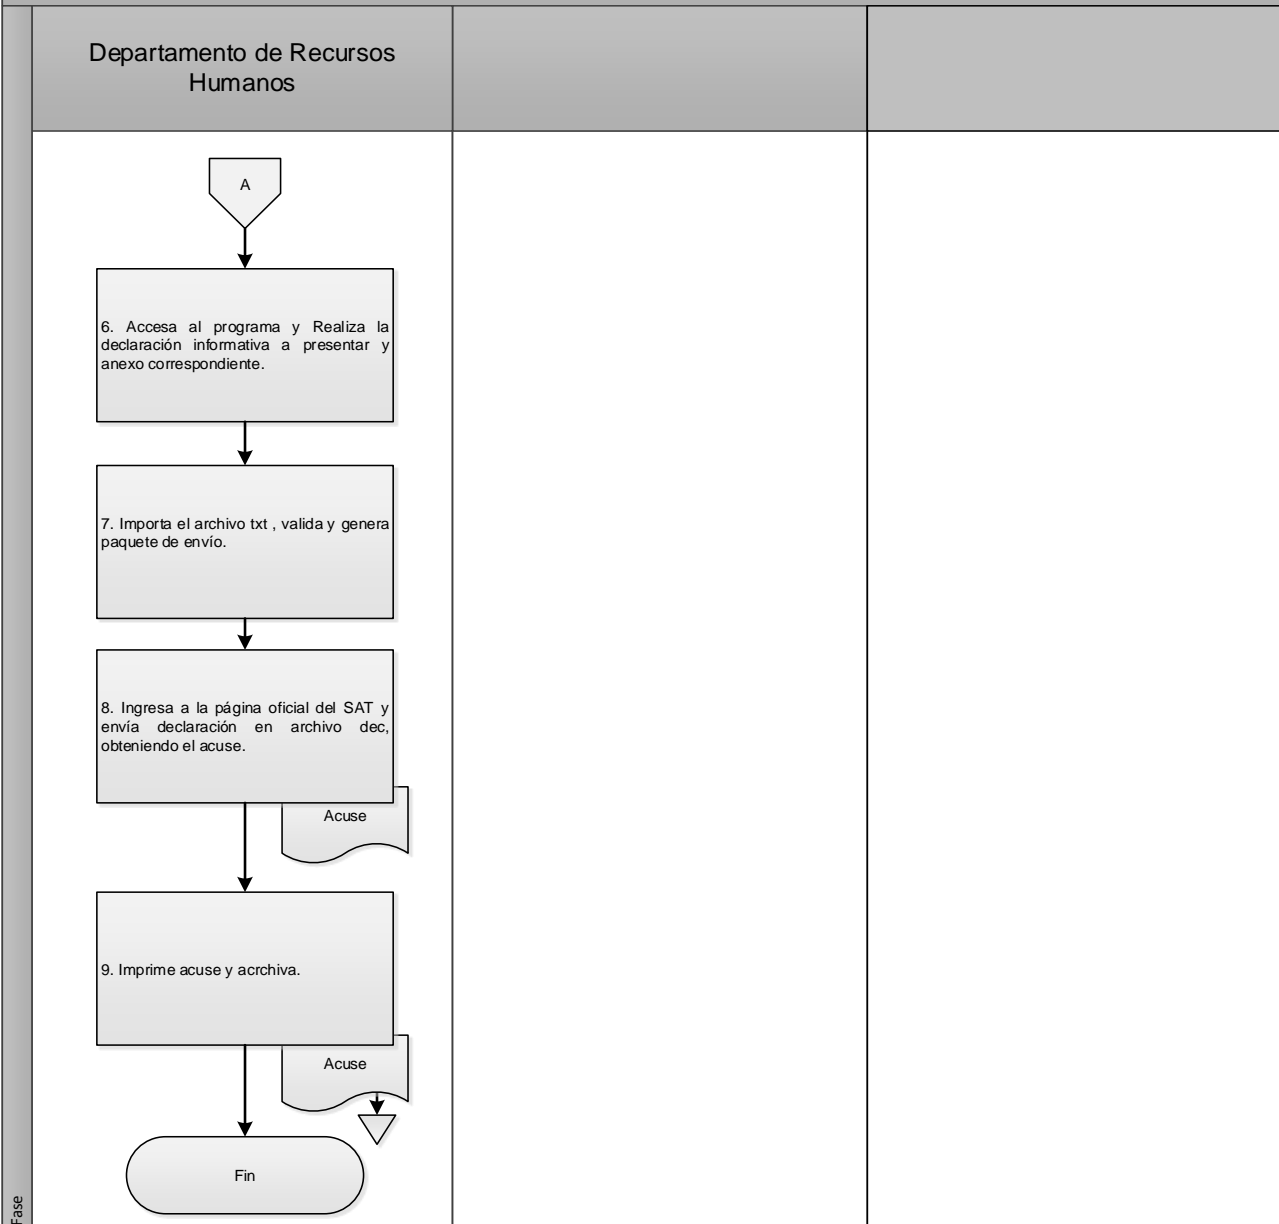 Departamento de Recursos
Humanos
A
6. Accesa al programa y Realiza la
declaración informativa a presentar y
anexo correspondiente.
7. Importa el archivo txt , valida y genera
paquete de envío.
8. Ingresa a la página oficial del SAT y
envía declaración en archivo dec,
obteniendo el acuse.
Acuse
9. Imprime acuse y acrchiva.
Acuse
Fin
Fase